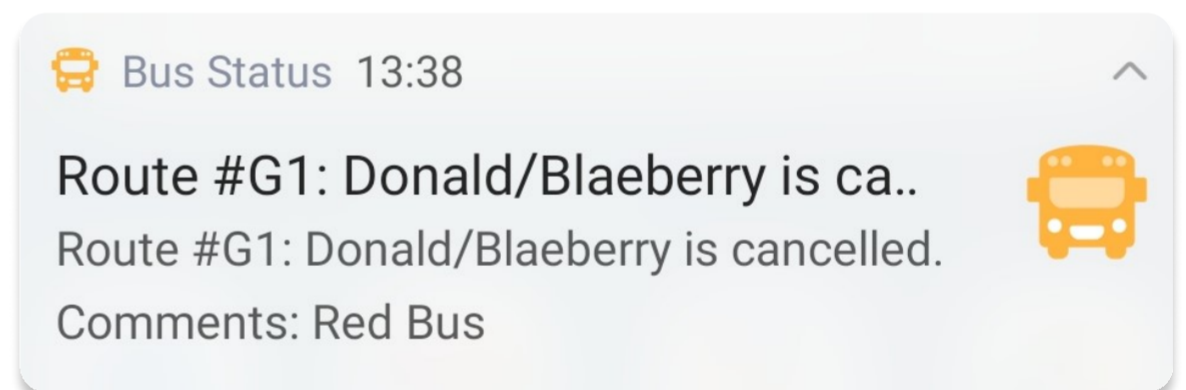 Bus Status 13:38
Route #G1: Donald/Blaeberry is ca..
Route #G1: Donald/Blaeberry is cancelled.
Comments: Red Bus